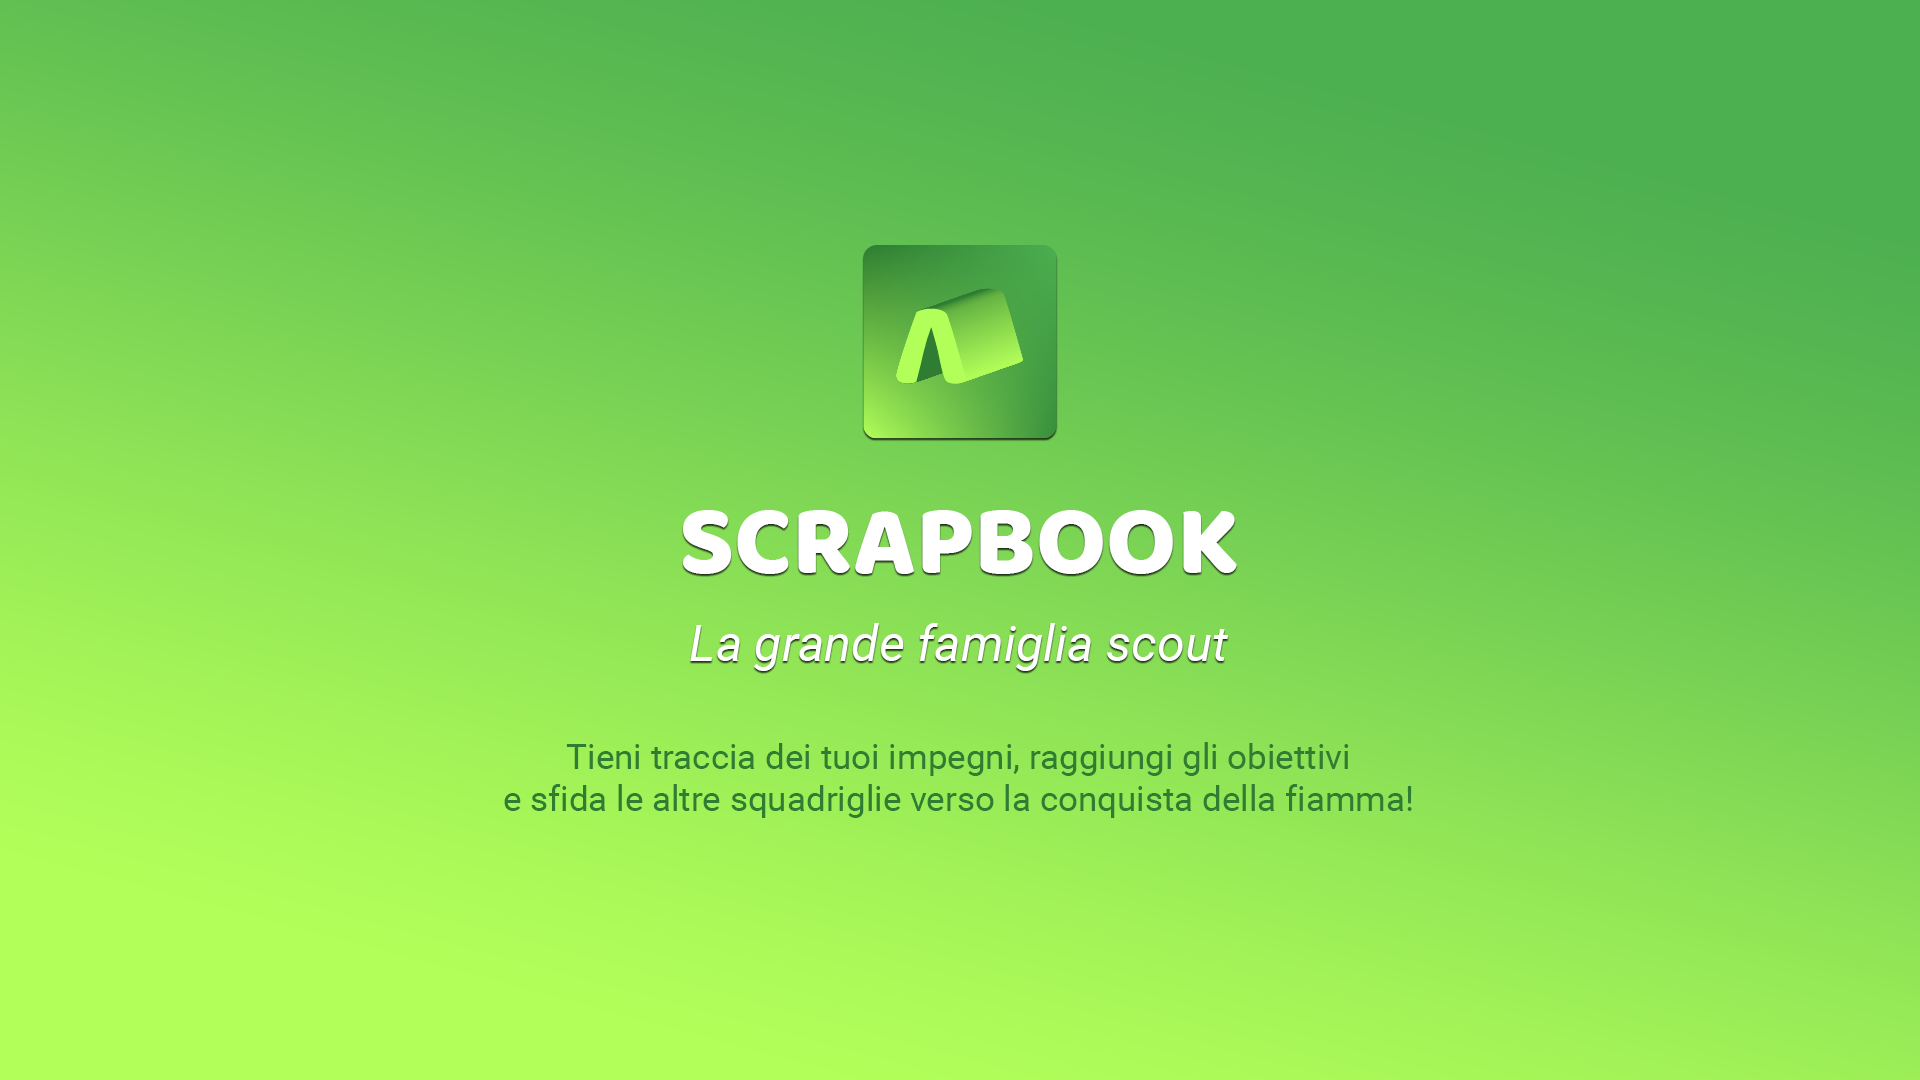 SCRAPBOOK
La grande famiglia scout
Tieni traccia dei tuoi impegni, raggiungi gli obiettivi
e sfida le altre squadriglie verso la conquista della fiamma!